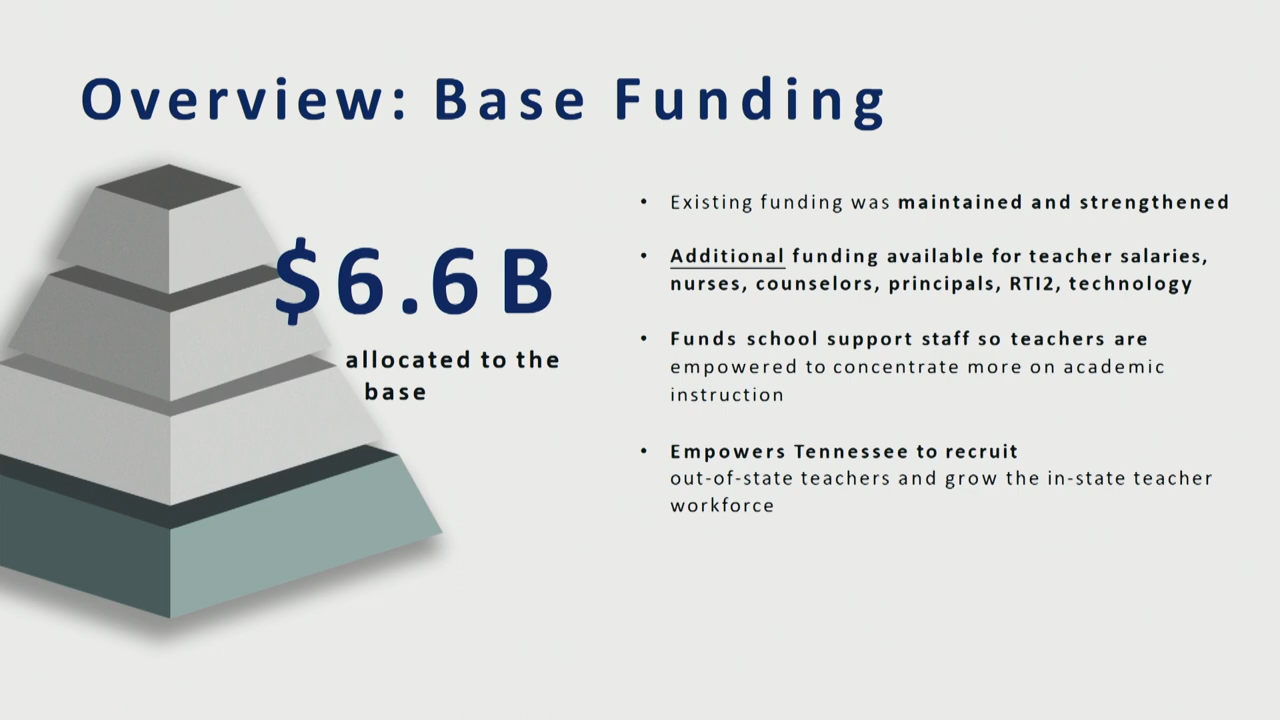 Overview: Base Funding
$6.6B
allocated to the
base
• Existing funding was maintained and strengthened
• Additional funding available for teacher salaries,
nurses, counselors, principals, RTI2, technology
• Funds school support staff so teachers are
empowered to concentrate more on academic
instruction
• Empowers Tennessee to recruit
out-of-state teachers and grow the in-state teacher
workforce